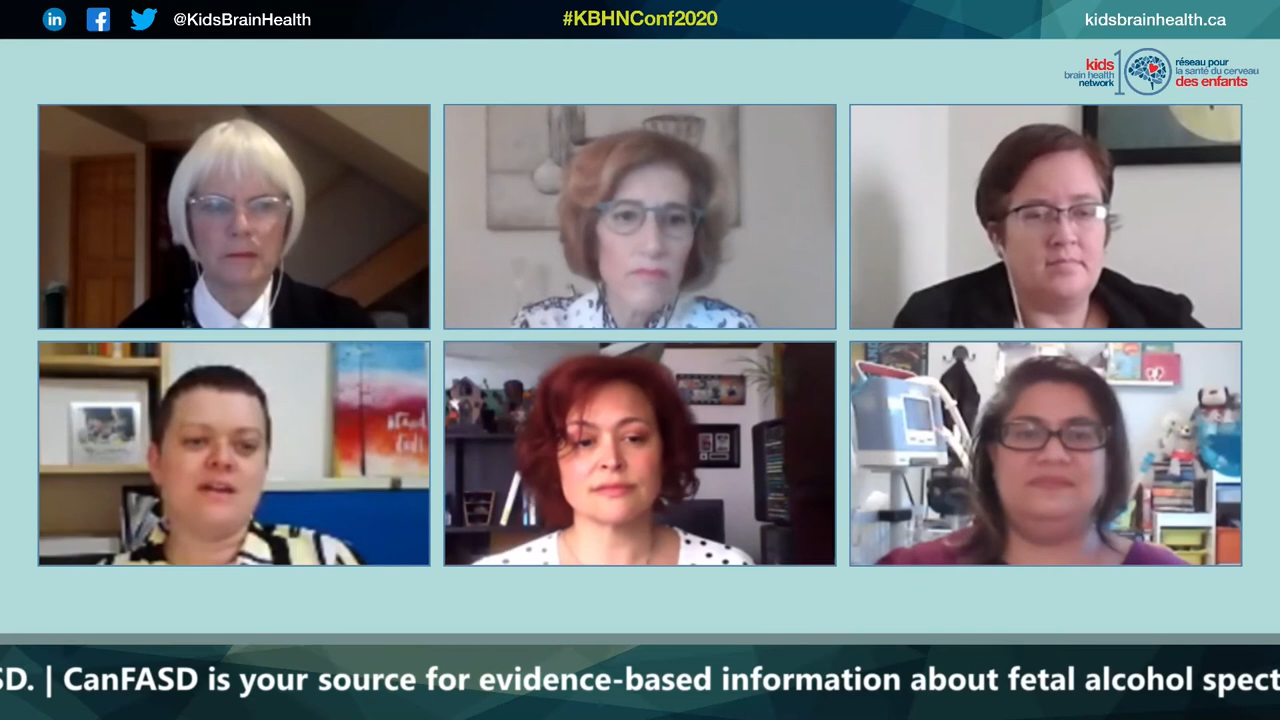 @KidsBrainHealth
#KBHNConf2020
kidsbrainhealth.ca
kids
brain health
network
10
réseau pour
la santé du cerveau
des enfants
SD. | CanFASD is your source for evidence-based information about fetal alcohol spect